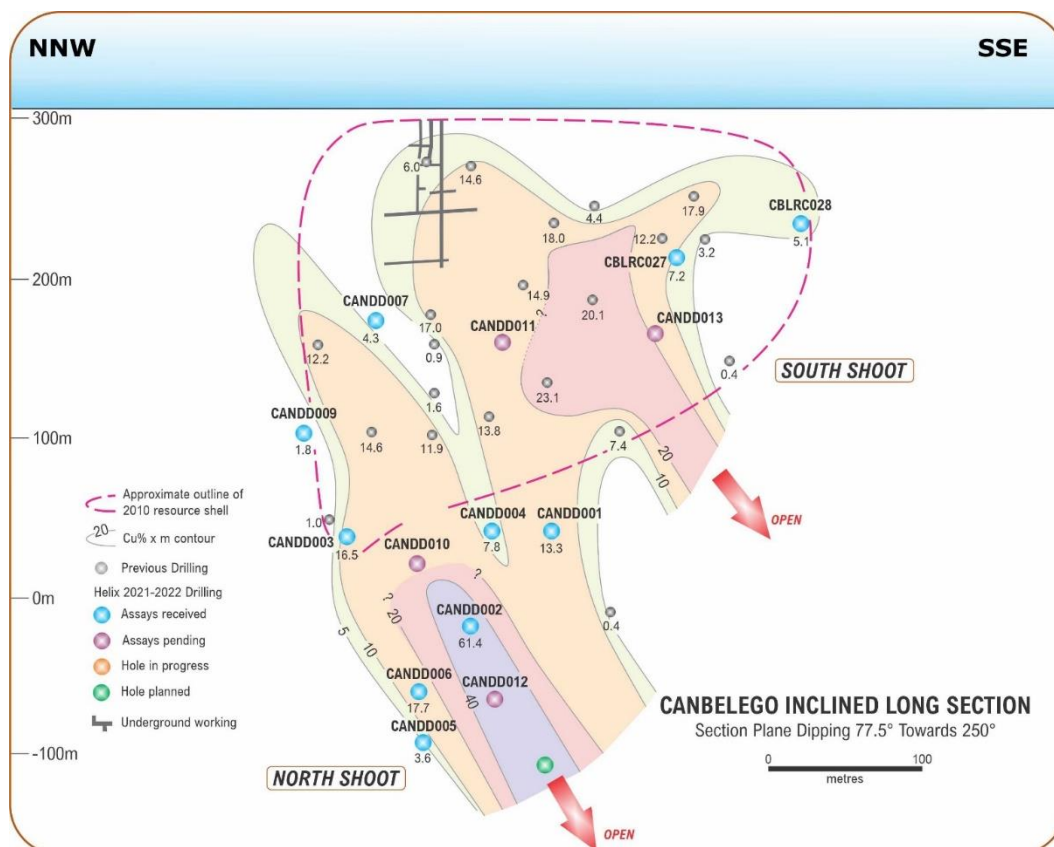 NNW
SSE
300m
6.0
14.6
17.9
4.4
CBLRC028
5.1
18.0
12.2
3.2
CBLRC027
7.2
200m
CANDD007
4.3
14.9
20.1
?
17.0
CANDD011
CANDD013
0.9
12.2
0.4
SOUTH SHOOT
23.1
1.6
CANDD009
1.8
100m
14.6
11.9
13.8
7.4
20
10
OPEN
Approximate outline of
2010 resource shell
20
Cu% x m contour
Previous Drilling
Helix 2021-2022 Drilling
Assays received
Assays pending
Hole in progress
Hole planned
Underground working
1.0
CANDD003
16.5
CANDD004
7.8
CANDD001
13.3
CANDD010
?
?
0m
20
5
10
CANDD002
61.4
0.4
CANDD006
17.7
CANDD012
40
CANDD005
3.6
-100m
NORTH SHOOT
OPEN
CANBELEGO INCLINED LONG SECTION
Section Plane Dipping 77.5° Towards 250°
0
100
metres